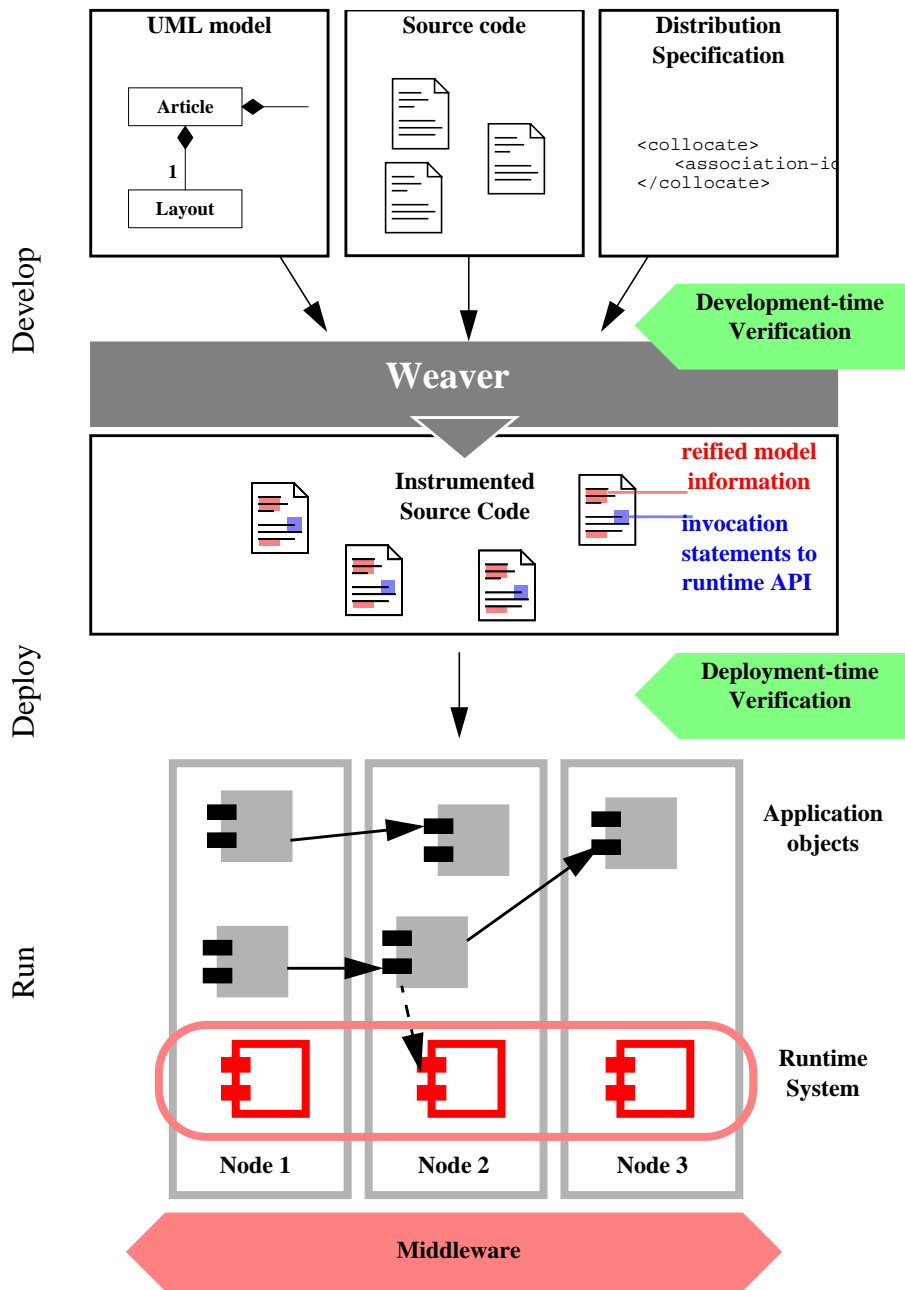 UML model
Article
1
Layout
Source code
Distribution
Specification
<collocate>
<association-id
</collocate>
Develop
Development-time
Verification
Weaver
Instrumented
Source Code
reified model
information
invocation
statements to
runtime API
Deploy
Deployment-time
Verification
Application
objects
Run
Runtime
System
Node 1
Node 2
Node 3
Middleware